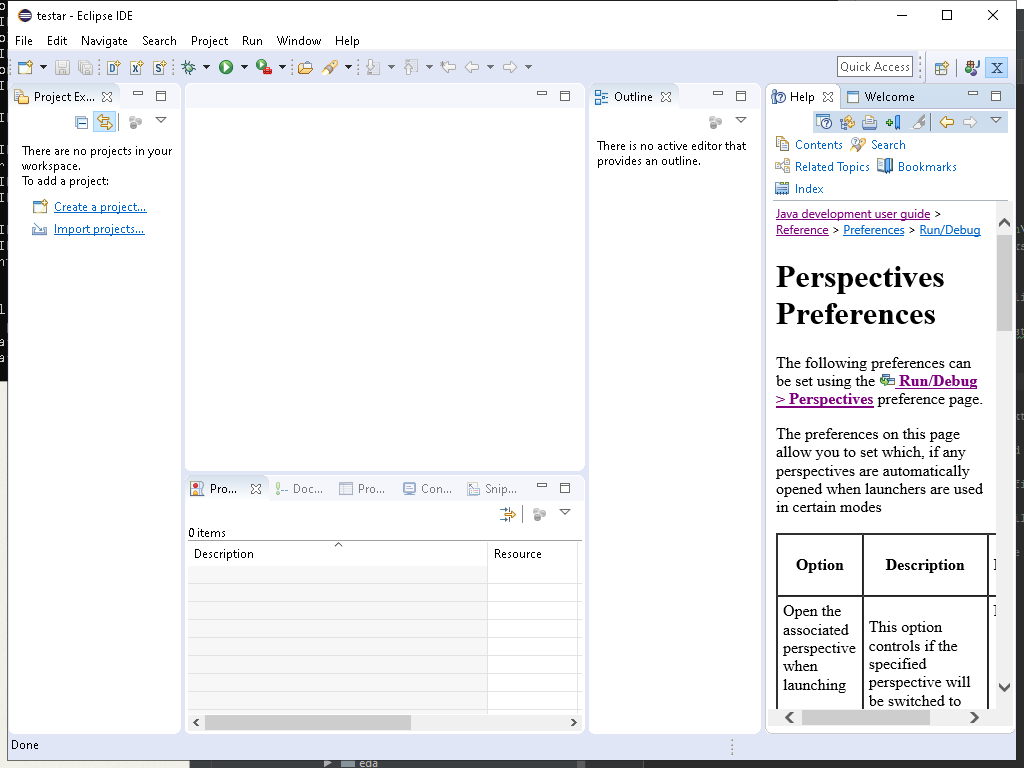 testar - Eclipse IDE
File Edit Navigate Search Project Run Window Help
Quick Access
Project Ex...
There are no projects in your
workspace.
To add a project:
Create a project...
Import projects...
Outline
There is no active editor that
provides an outline.
Help
Welcome
Contents Search
Related Topics Bookmarks
Index
Java development user guide >
Reference > Preferences > Run/Debug
Perspectives
Preferences
The following preferences can
be set using the Run/Debug
> Perspectives preference page.
The preferences on this page
allow you to set which, if any
perspectives are automatically
opened when launchers are used
in certain modes
Option Description
Open the
associated
perspective
when
launching
This option
controls if the
specified
perspective will
be switched to
Pro... Doc... Pro... Con... Snip...
0 items
Description Resource
Done
eda